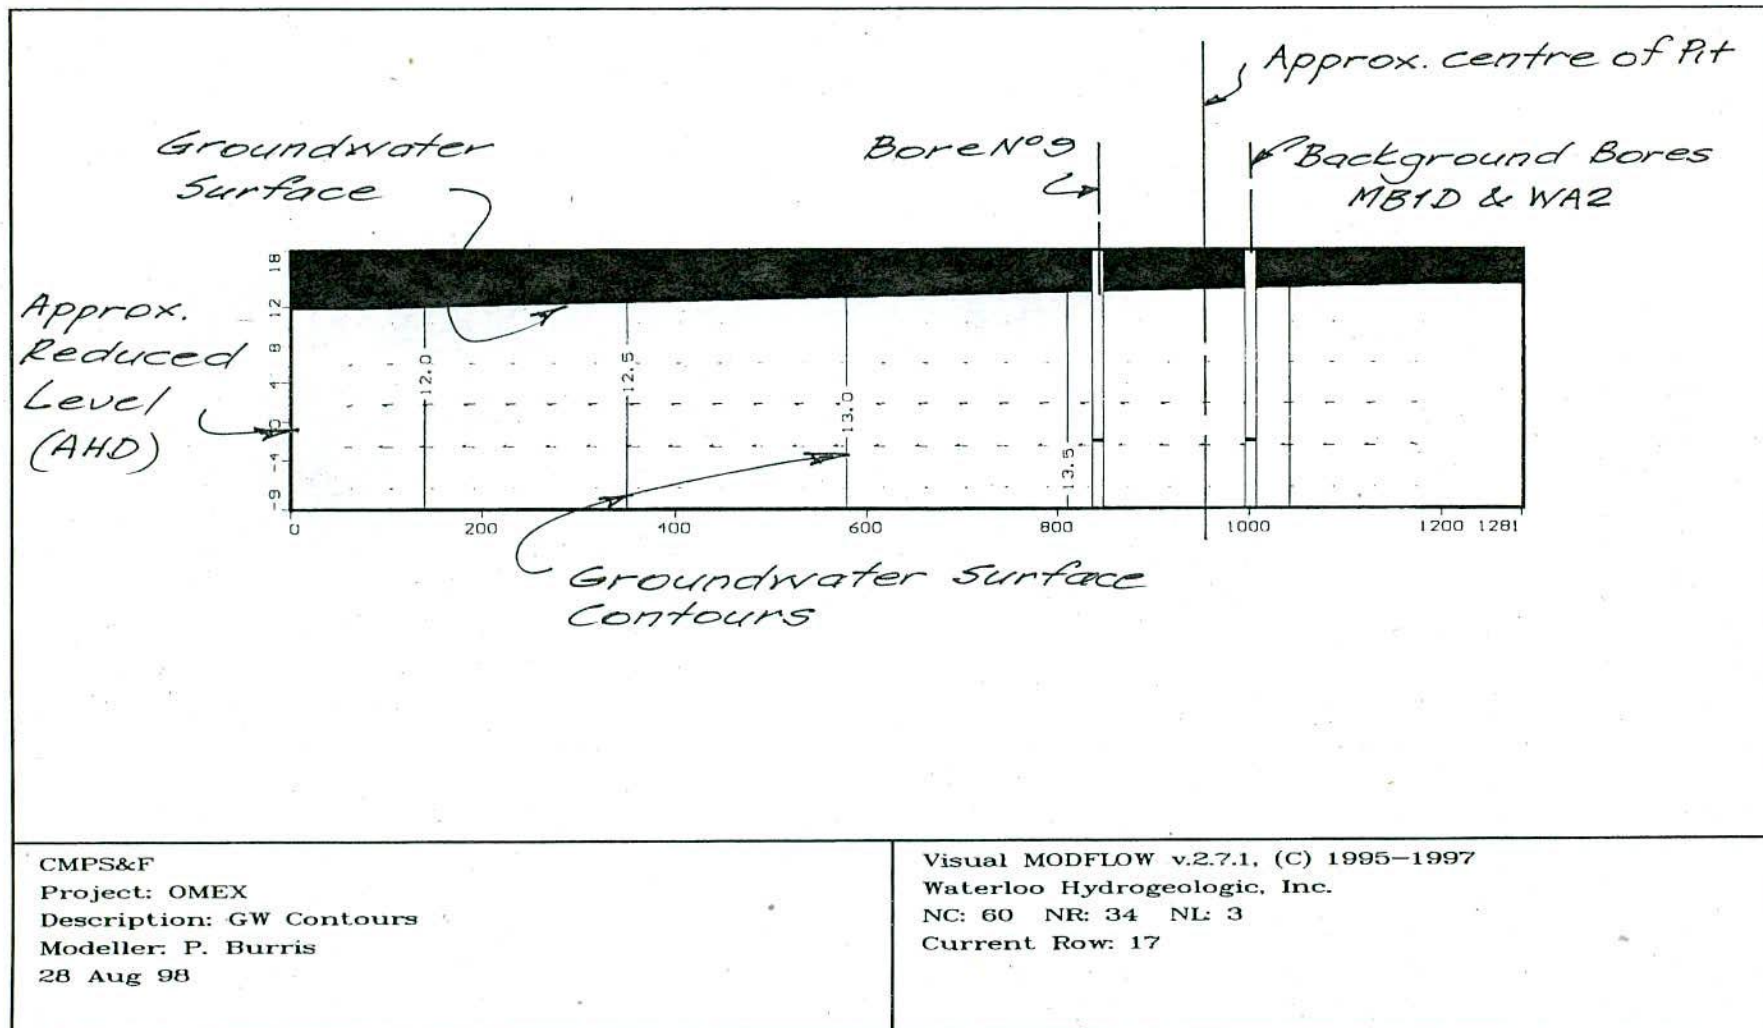 Approx. centre of Pit
Groundwater
Surface
Bore Nº9
Background Bores
MB1D & WA2
Approx.
Reduced
Level
(AHD)
18
12
8
4
0
-4
-9
12.0
12.5
13.0
13.5
0
200
400
600
800
1000
1200
1281
Groundwater Surface
Contours
CMPS&F
Project: OMEX
Description: GW Contours
Modeller: P. Burris
28 Aug 98
Visual MODFLOW v.2.7.1, (C) 1995-1997
Waterloo Hydrogeologic, Inc.
NC: 60 NR: 34 NL: 3
Current Row: 17